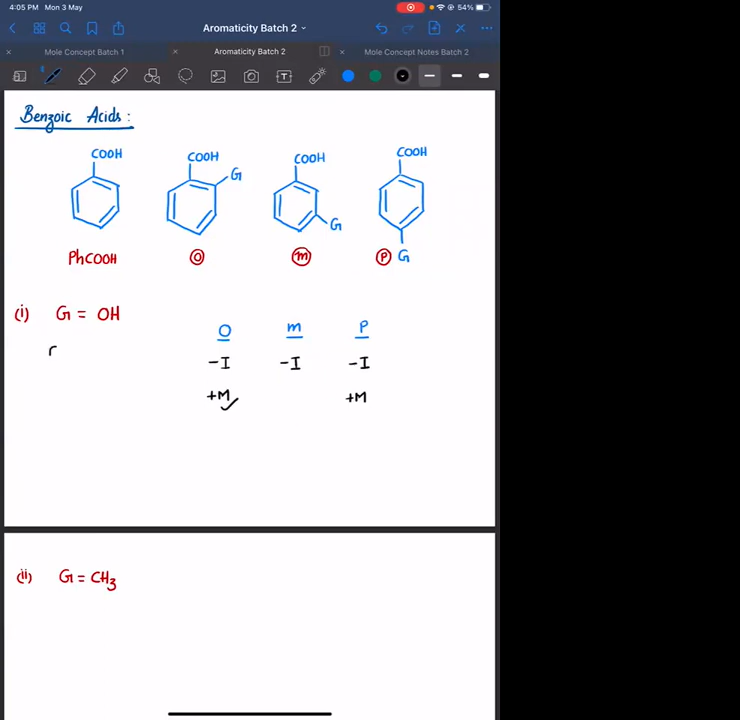 4:05 PM Mon 3 May
54%
Aromaticity Batch 2
Mole Concept Batch 1
Aromaticity Batch 2
Mole Concept Notes Batch 2
Benzoic Acids:
COOH COOH G COOH G COOH G
PhCOOH o m p
(i) G = OH
O m P
-I -I -I
+M +M
(ii) G = CH₃